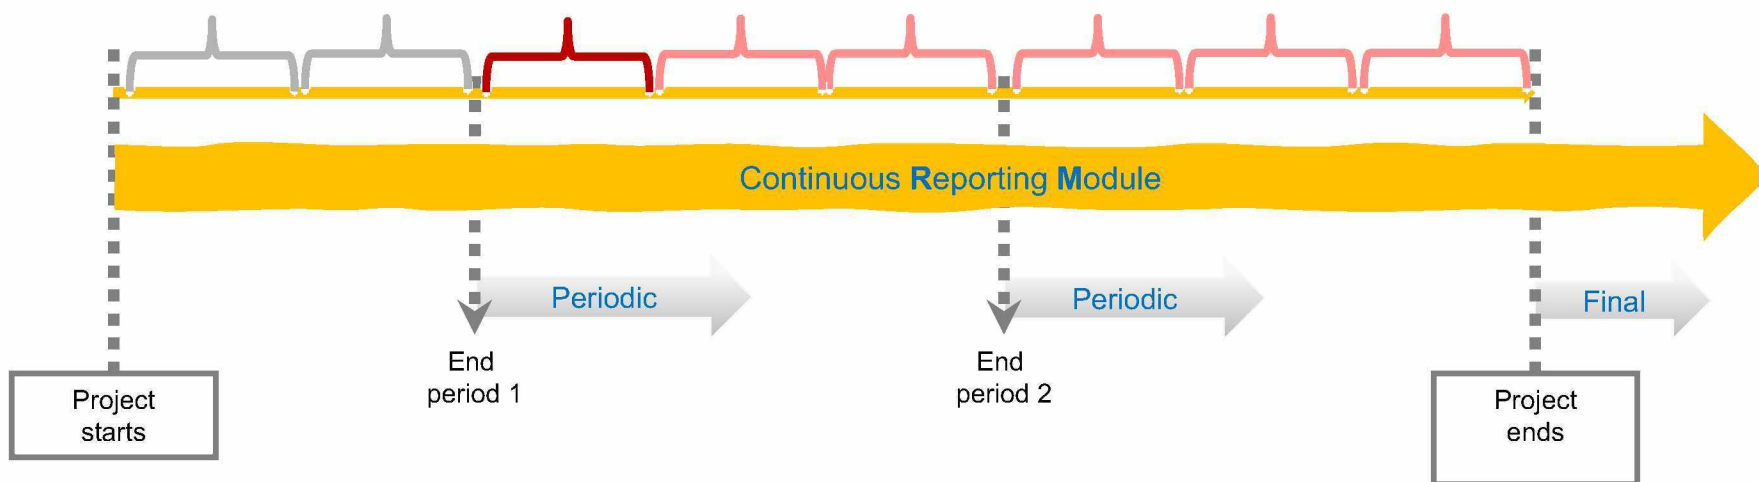 Continuous Reporting Module
Periodic
Periodic
Final
End
period 1
End
period 2
Project
starts
Project
ends